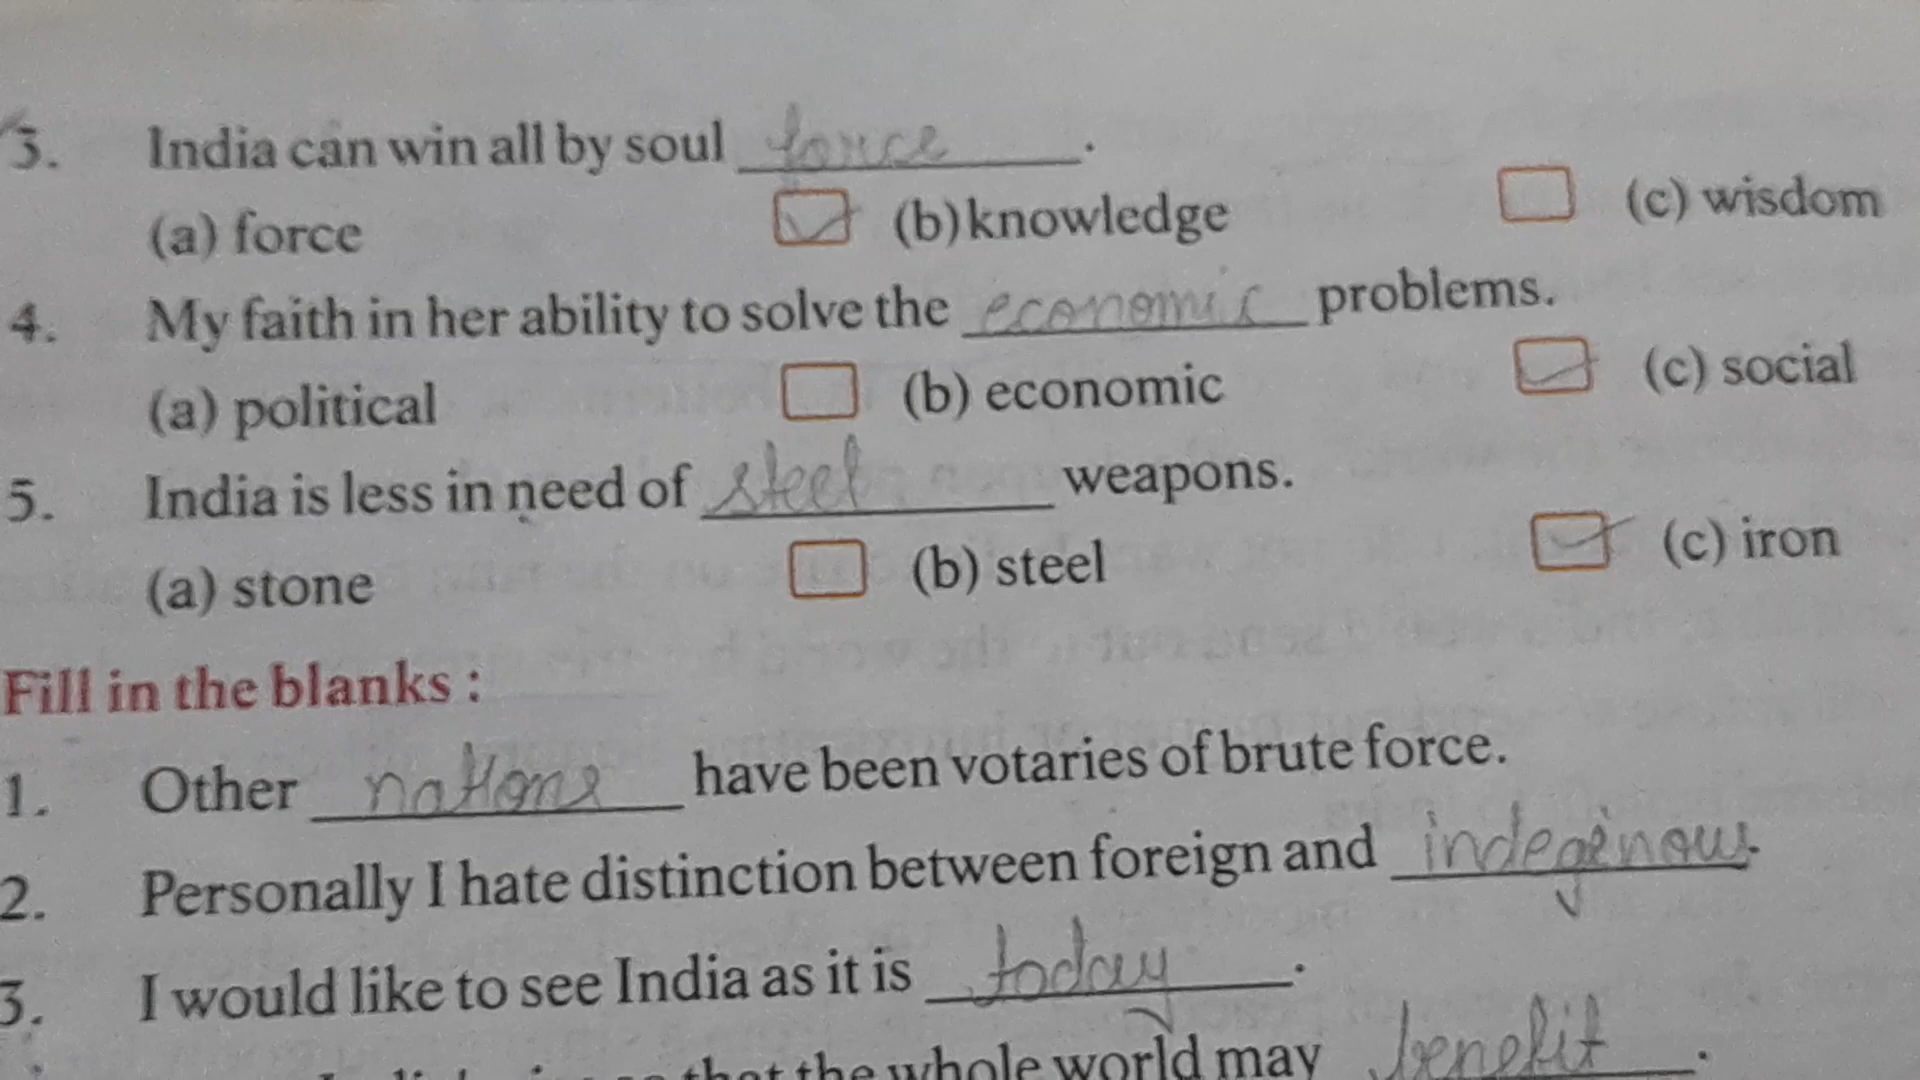 3. India can win all by soul force.
(a) force (b) knowledge (c) wisdom
4. My faith in her ability to solve the economic problems.
(a) political (b) economic (c) social
5. India is less in need of steel weapons.
(a) stone (b) steel (c) iron
Fill in the blanks :
1. Other nations have been votaries of brute force.
2. Personally I hate distinction between foreign and indegenous.
3. I would like to see India as it is today.
that the whole world may benefit.